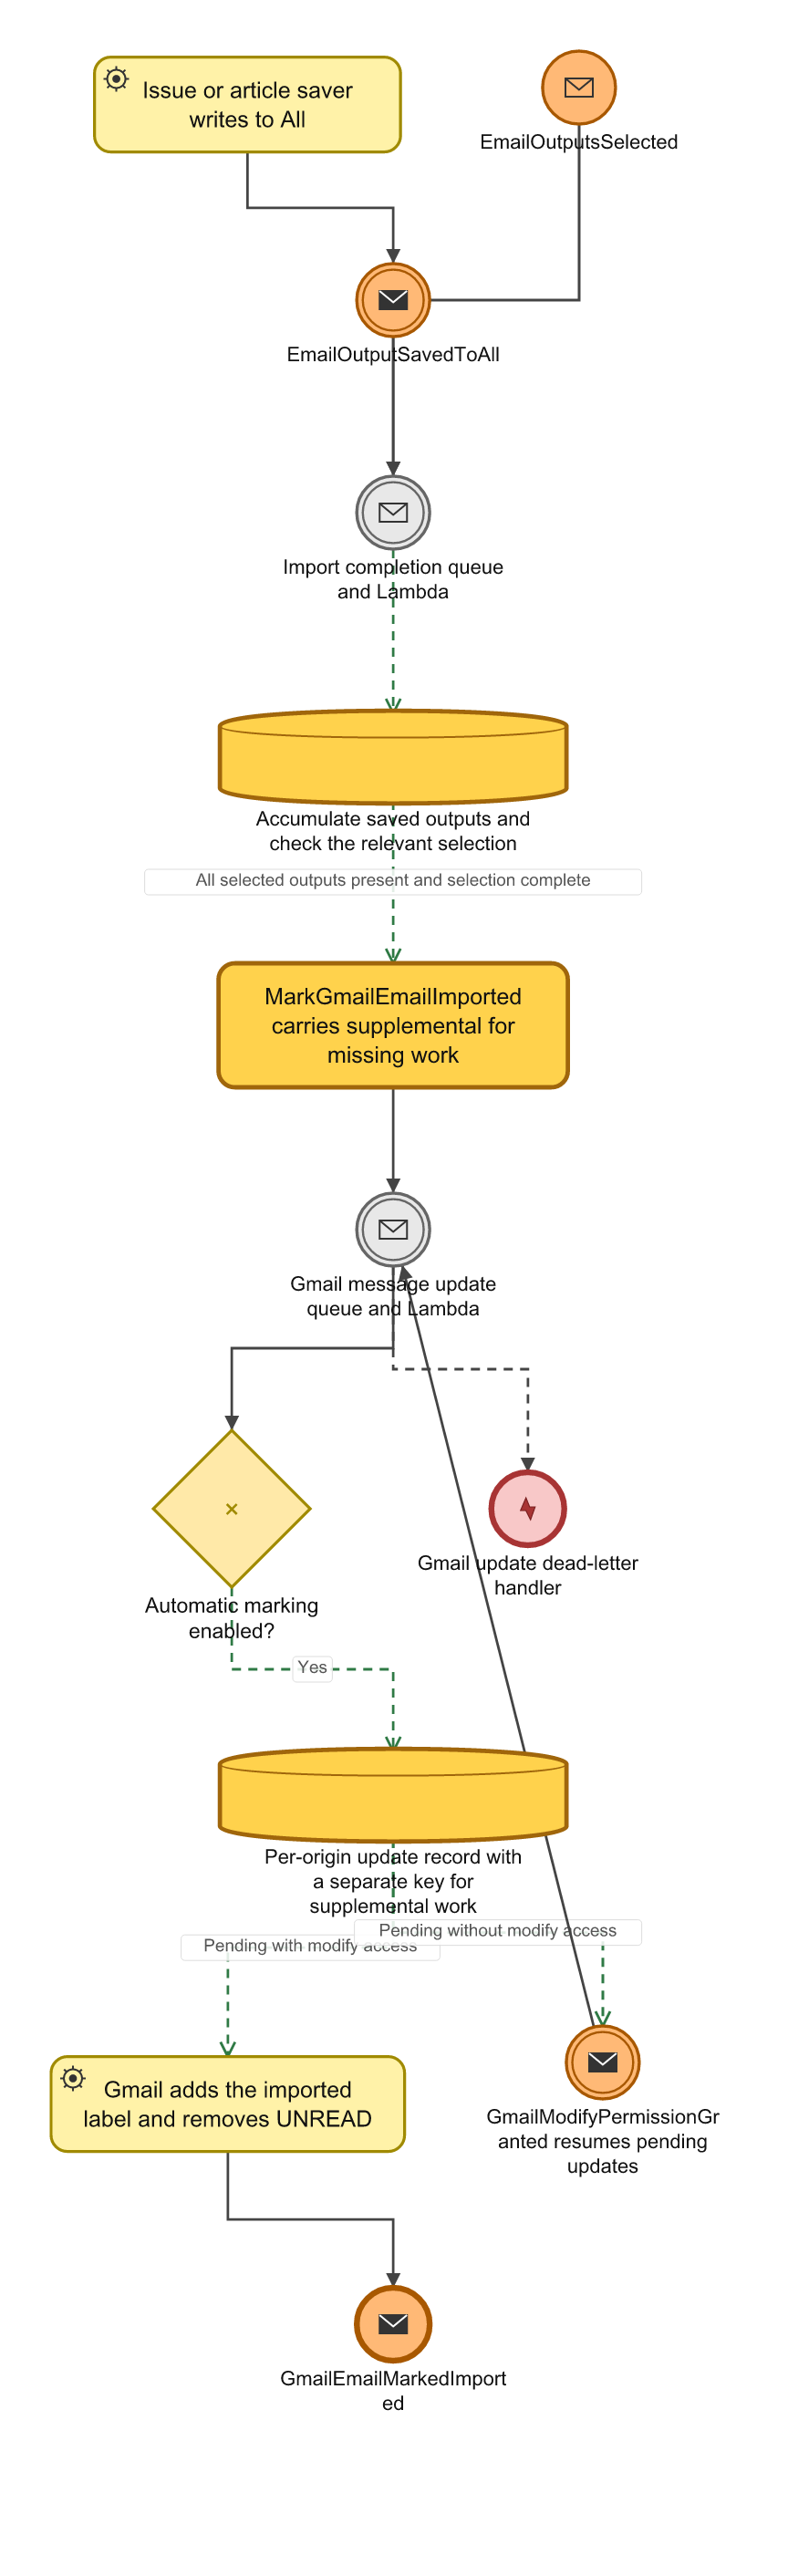 Issue or article saver
writes to All
EmailOutputsSelected
EmailOutputSavedToAll
Import completion queue
and Lambda
Accumulate saved outputs and
check the relevant selection
All selected outputs present and selection complete
MarkGmailEmailImported
carries supplemental for
missing work
Gmail message update
queue and Lambda
Gmail update dead-letter
handler
Automatic marking
enabled?
Yes
Per-origin update record with
a separate key for
supplemental work
Pending without modify access
Pending with modify access
Gmail adds the imported
label and removes UNREAD
GmailModifyPermissionGr
anted resumes pending
updates
GmailEmailMarkedImport
ed